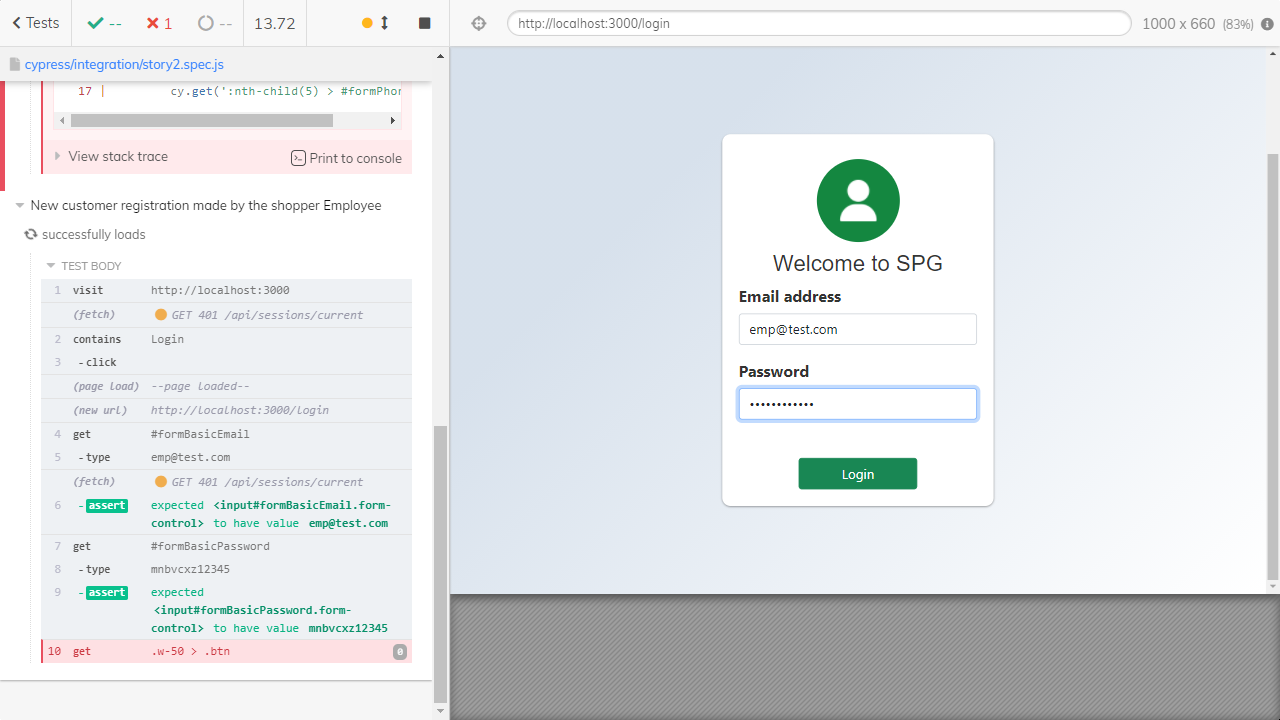 Tests
--
1
--
13.72
http://localhost:3000/login
1000 x 660 (83%)
cypress/integration/story2.spec.js
17 | cy.get(':nth-child(5) > #formPhor
View stack trace
Print to console
New customer registration made by the shopper Employee
successfully loads
TEST BODY
1 visit http://localhost:3000
(fetch) GET 401 /api/sessions/current
2 contains Login
3 -click
(page load) --page loaded--
(new url) http://localhost:3000/login
4 get #formBasicEmail
5 -type emp@test.com
(fetch) GET 401 /api/sessions/current
6 -assert expected <input#formBasicEmail.form-
control> to have value emp@test.com
7 get #formBasicPassword
8 -type mnbvcxz12345
9 -assert expected
<input#formBasicPassword.form-
control> to have value mnbvcxz12345
10 get .w-50 > .btn 0
Welcome to SPG
Email address
emp@test.com
Password
••••••••••••
Login